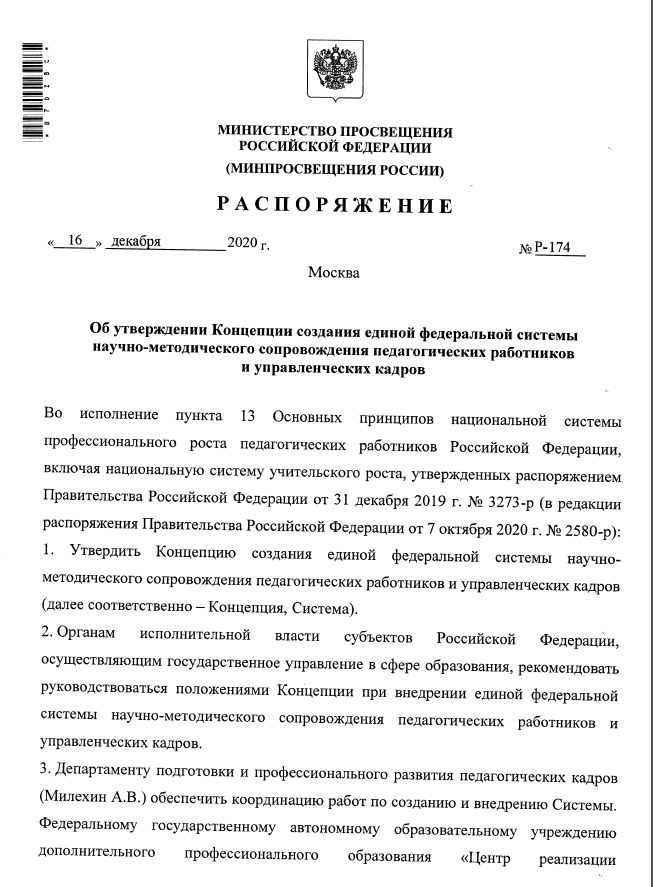 МИНИСТЕРСТВО ПРОСВЕЩЕНИЯ
РОССИЙСКОЙ ФЕДЕРАЦИИ
(МИНПРОСВЕЩЕНИЯ РОССИИ)
РАСПОРЯЖЕНИЕ
« 16 » декабря 2020 г.
№ Р-174
Москва
Об утверждении Концепции создания единой федеральной системы
научно-методического сопровождения педагогических работников
и управленческих кадров
Во исполнение пункта 13 Основных принципов национальной системы
профессионального роста педагогических работников Российской Федерации,
включая национальную систему учительского роста, утвержденных распоряжением
Правительства Российской Федерации от 31 декабря 2019 г. № 3273-р (в редакции
распоряжения Правительства Российской Федерации от 7 октября 2020 г. № 2580-р):
1. Утвердить Концепцию создания единой федеральной системы научно-
методического сопровождения педагогических работников и управленческих кадров
(далее соответственно – Концепция, Система).
2. Органам исполнительной власти субъектов Российской Федерации,
осуществляющим государственное управление в сфере образования, рекомендовать
руководствоваться положениями Концепции при внедрении единой федеральной
системы научно-методического сопровождения педагогических работников и
управленческих кадров.
3. Департаменту подготовки и профессионального развития педагогических кадров
(Милехин А.В.) обеспечить координацию работ по созданию и внедрению Системы.
Федеральному государственному автономному образовательному учреждению
дополнительного профессионального образования «Центр реализации